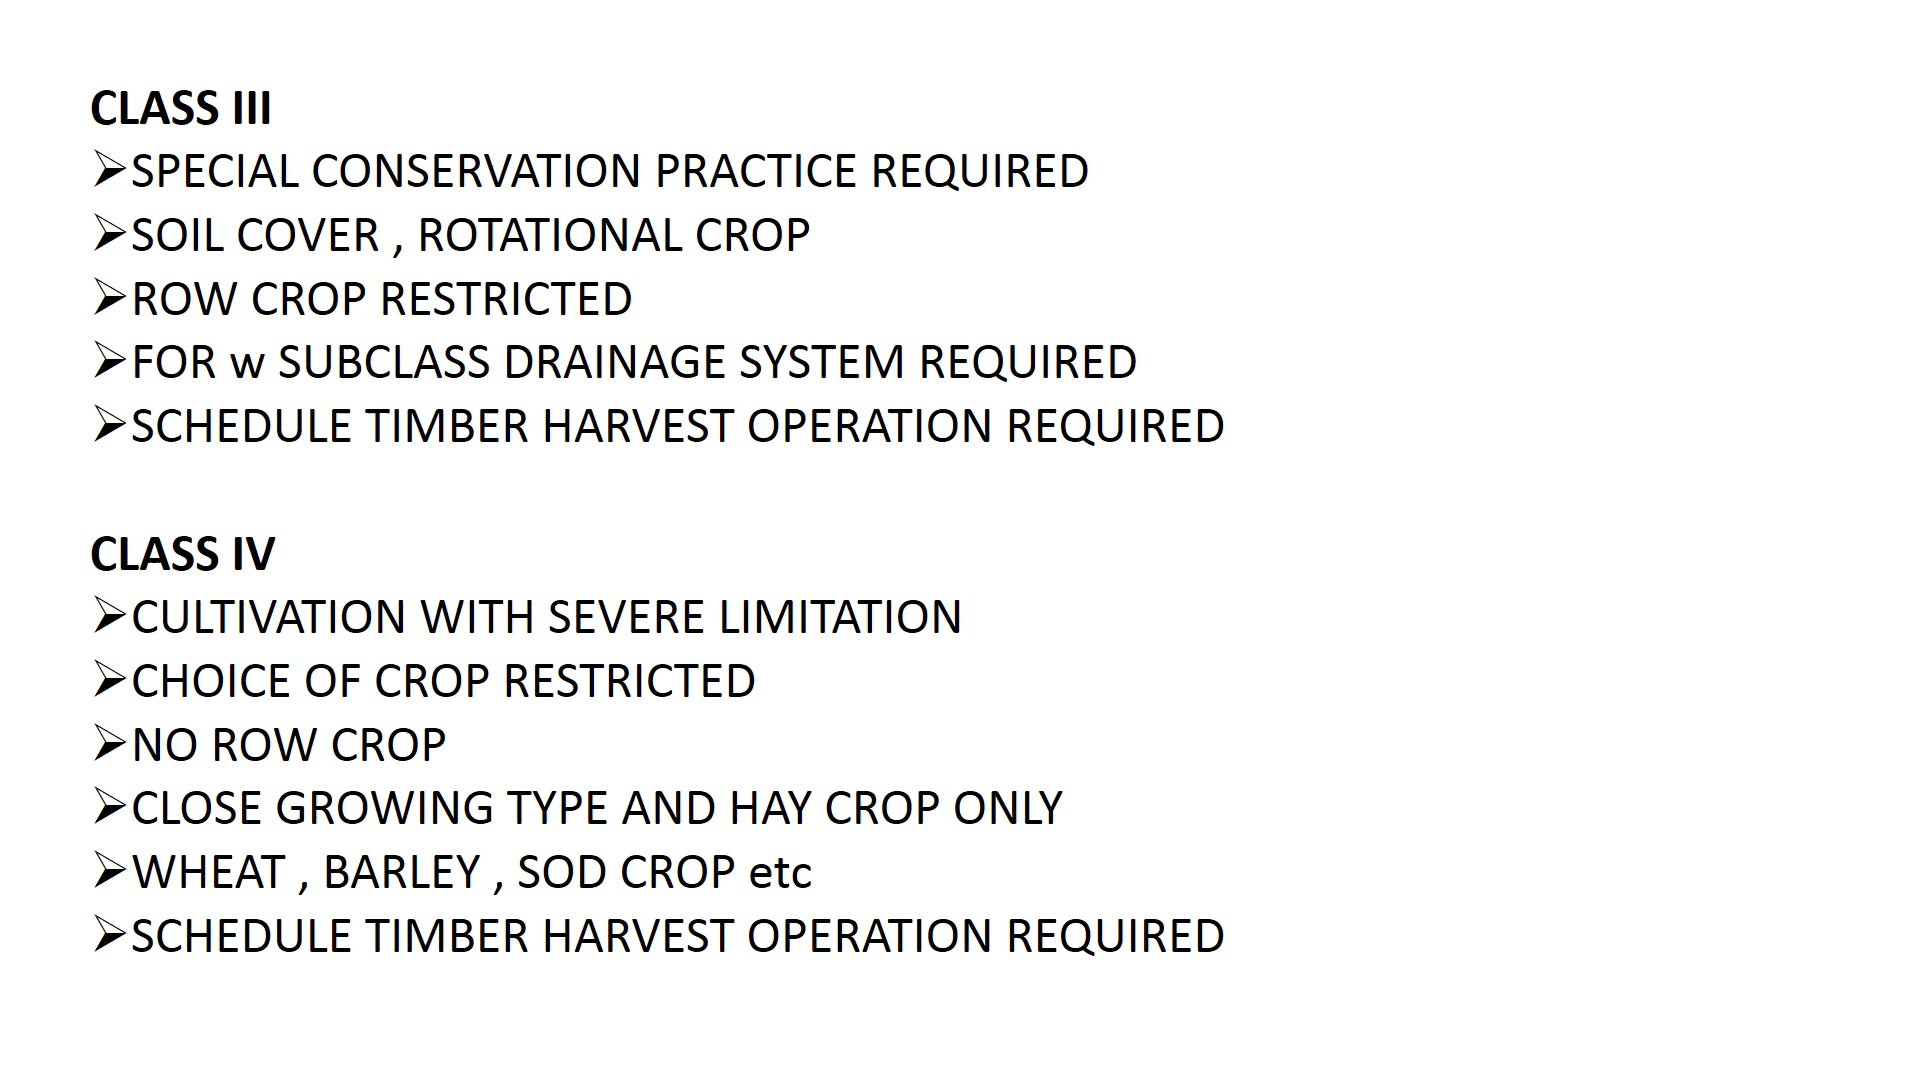 CLASS III
➢SPECIAL CONSERVATION PRACTICE REQUIRED
➢SOIL COVER , ROTATIONAL CROP
➢ROW CROP RESTRICTED
➢FOR w SUBCLASS DRAINAGE SYSTEM REQUIRED
➢SCHEDULE TIMBER HARVEST OPERATION REQUIRED
CLASS IV
➢CULTIVATION WITH SEVERE LIMITATION
➢CHOICE OF CROP RESTRICTED
➢NO ROW CROP
➢CLOSE GROWING TYPE AND HAY CROP ONLY
➢WHEAT , BARLEY , SOD CROP etc
➢SCHEDULE TIMBER HARVEST OPERATION REQUIRED